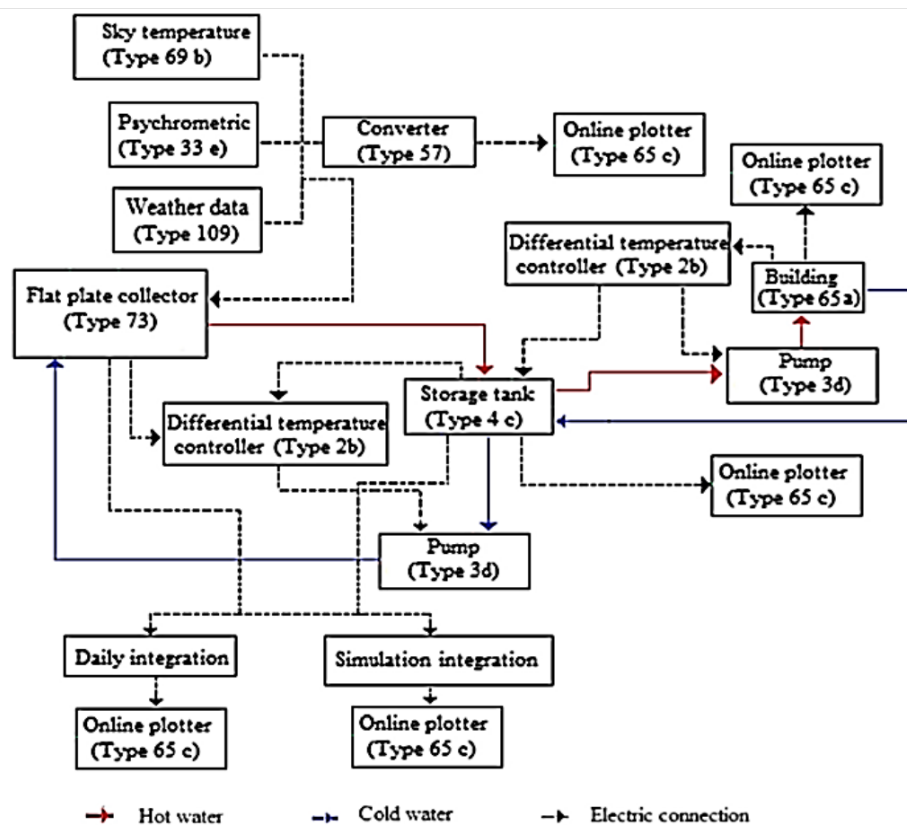 Sky temperature
(Type 69 b)
Psychrometric
(Type 33 e)
Converter
(Type 57)
Online plotter
(Type 65 c)
Online plotter
(Type 65 c)
Weather data
(Type 109)
Differential temperature
controller (Type 2b)
Building
(Type 65a)
Flat plate collector
(Type 73)
Pump
(Type 3d)
Storage tank
(Type 4 c)
Differential temperature
controller (Type 2b)
Online plotter
(Type 65 c)
Pump
(Type 3d)
Daily integration
Simulation integration
Online plotter
(Type 65 c)
Online plotter
(Type 65 c)
Hot water
Cold water
Electric connection